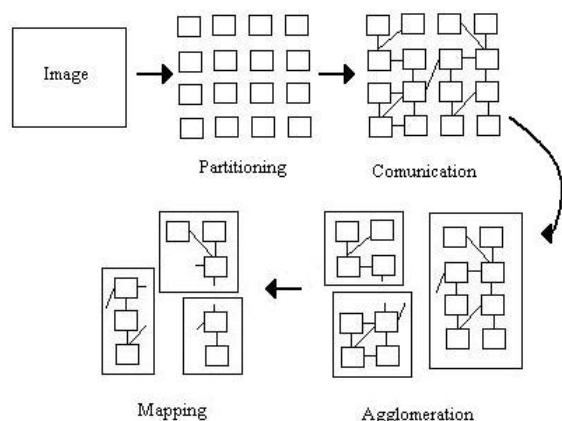 Image
Partitioning
Comunication
Mapping
Agglomeration